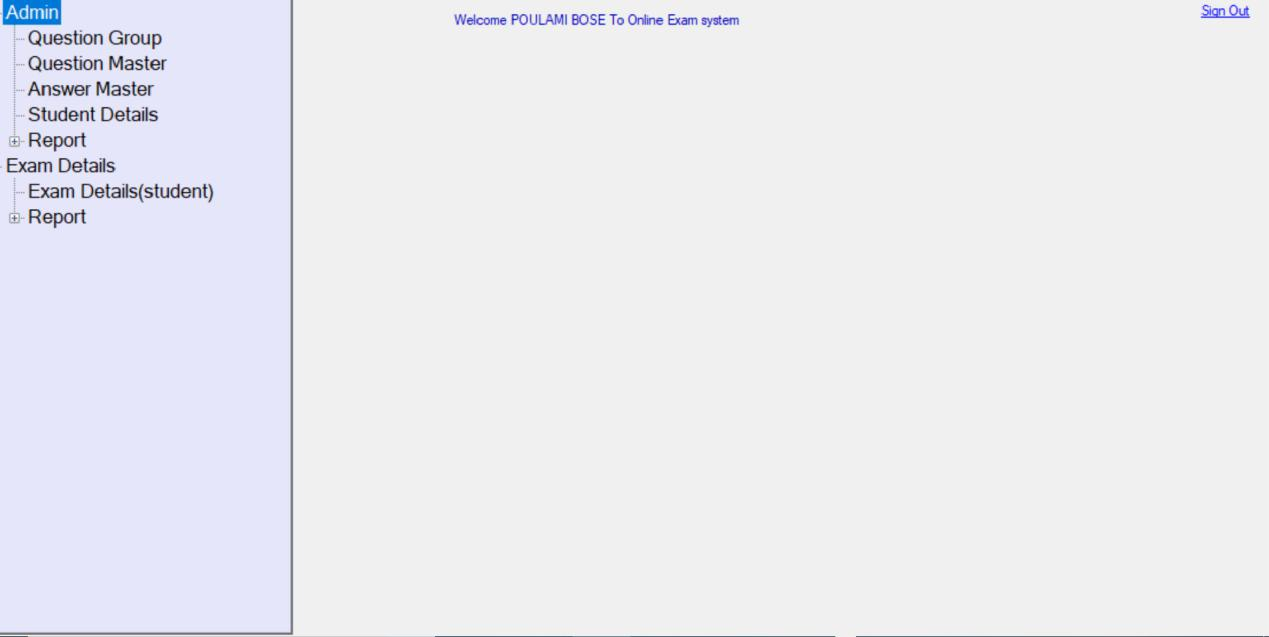 Admin
Question Group
Question Master
Answer Master
Student Details
Report
Exam Details
Exam Details(student)
Report
Welcome POULAMI BOSE To Online Exam system
Sign Out